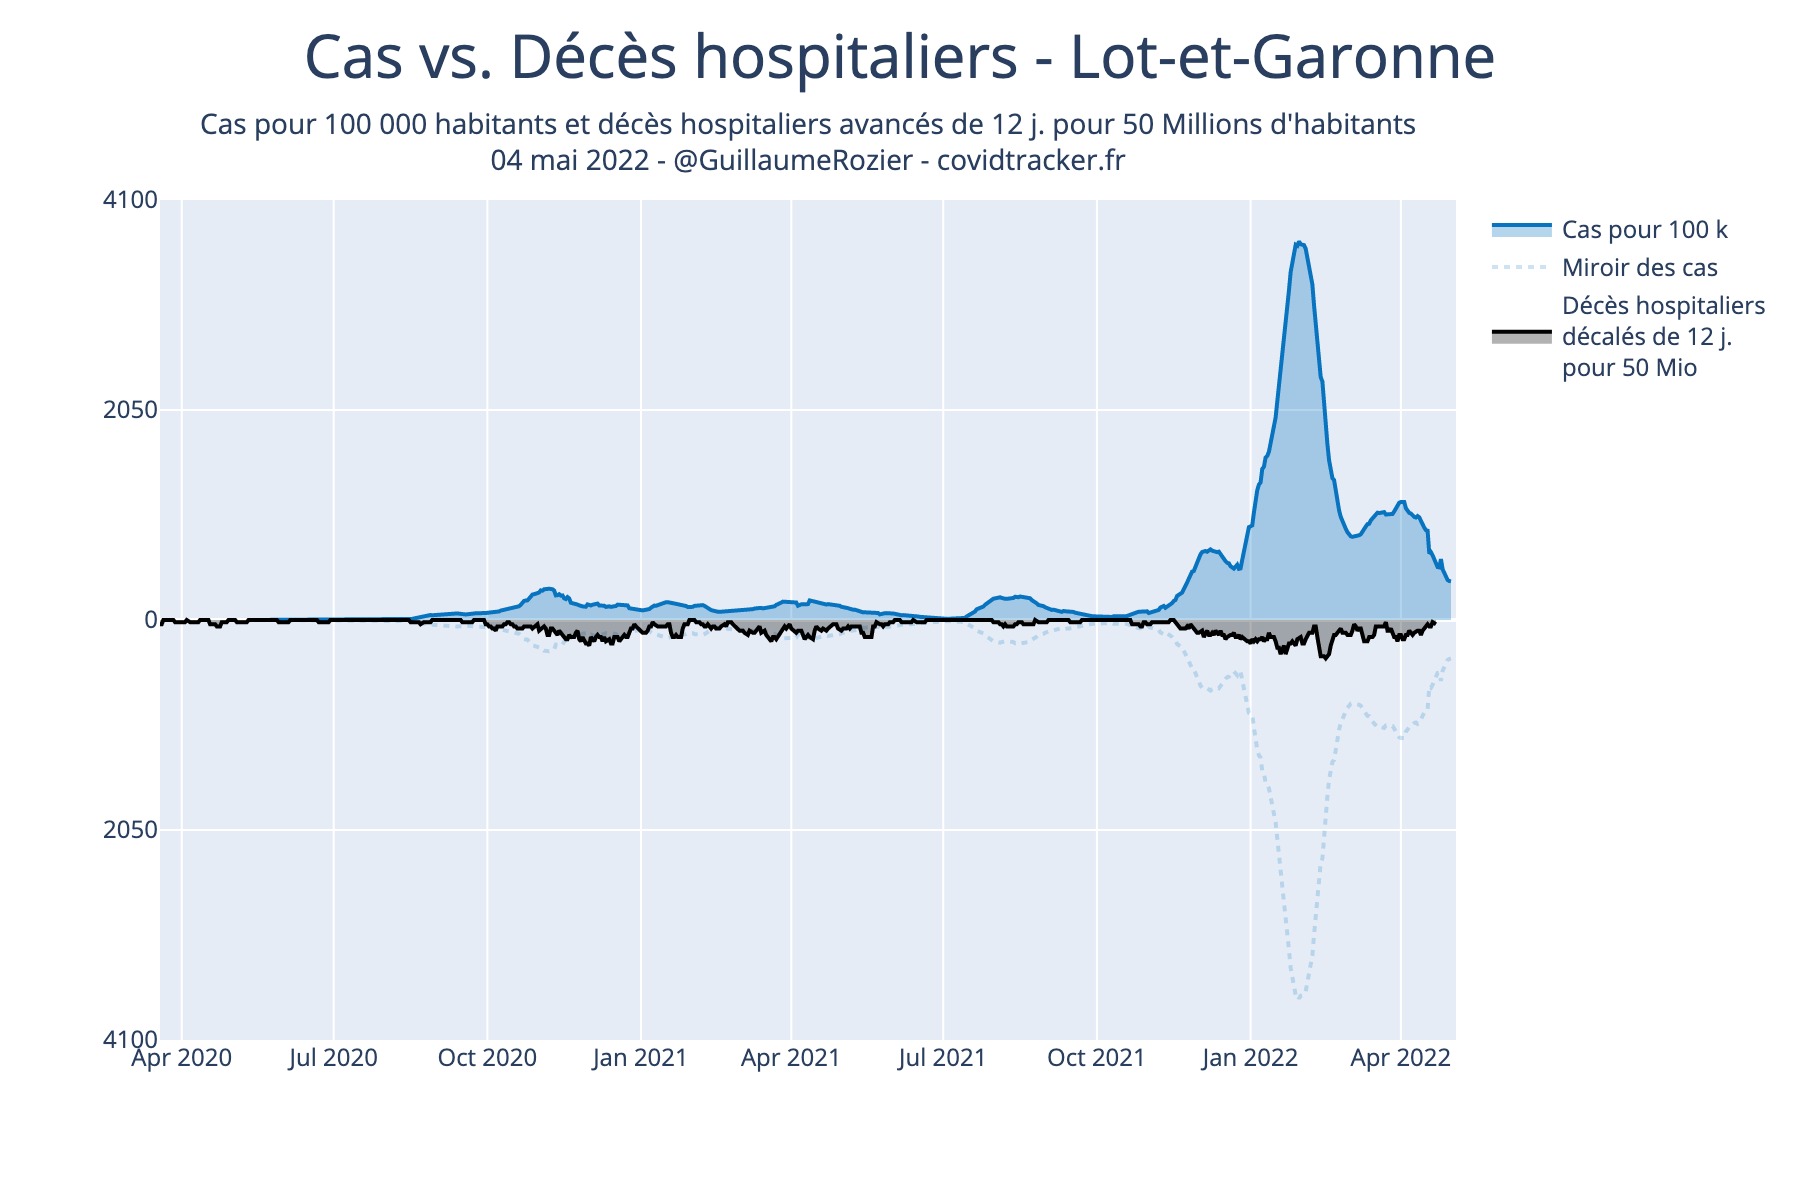 Cas vs. Décès hospitaliers - Lot-et-Garonne
Cas pour 100 000 habitants et décès hospitaliers avancés de 12 j. pour 50 Millions d'habitants
04 mai 2022 - @GuillaumeRozier - covidtracker.fr
4100
2050
0
2050
4100
Apr 2020
Jul 2020
Oct 2020
Jan 2021
Apr 2021
Jul 2021
Oct 2021
Jan 2022
Apr 2022
Cas pour 100 k
Miroir des cas
Décès hospitaliers
décalés de 12 j.
pour 50 Mio